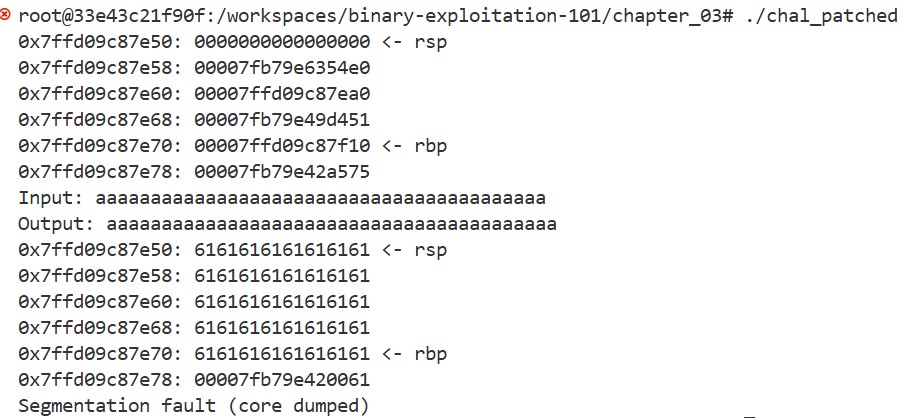 root@33e43c21f90f:/workspaces/binary-exploitation-101/chapter_03# ./chal_patched
0x7ffd09c87e50: 0000000000000000 <- rsp
0x7ffd09c87e58: 00007fb79e6354e0
0x7ffd09c87e60: 00007ffd09c87ea0
0x7ffd09c87e68: 00007fb79e49d451
0x7ffd09c87e70: 00007ffd09c87f10 <- rbp
0x7ffd09c87e78: 00007fb79e42a575
Input: aaaaaaaaaaaaaaaaaaaaaaaaaaaaaaaaaaaaaaaaa
Output: aaaaaaaaaaaaaaaaaaaaaaaaaaaaaaaaaaaaaaaaa
0x7ffd09c87e50: 6161616161616161 <- rsp
0x7ffd09c87e58: 6161616161616161
0x7ffd09c87e60: 6161616161616161
0x7ffd09c87e68: 6161616161616161
0x7ffd09c87e70: 6161616161616161 <- rbp
0x7ffd09c87e78: 00007fb79e420061
Segmentation fault (core dumped)